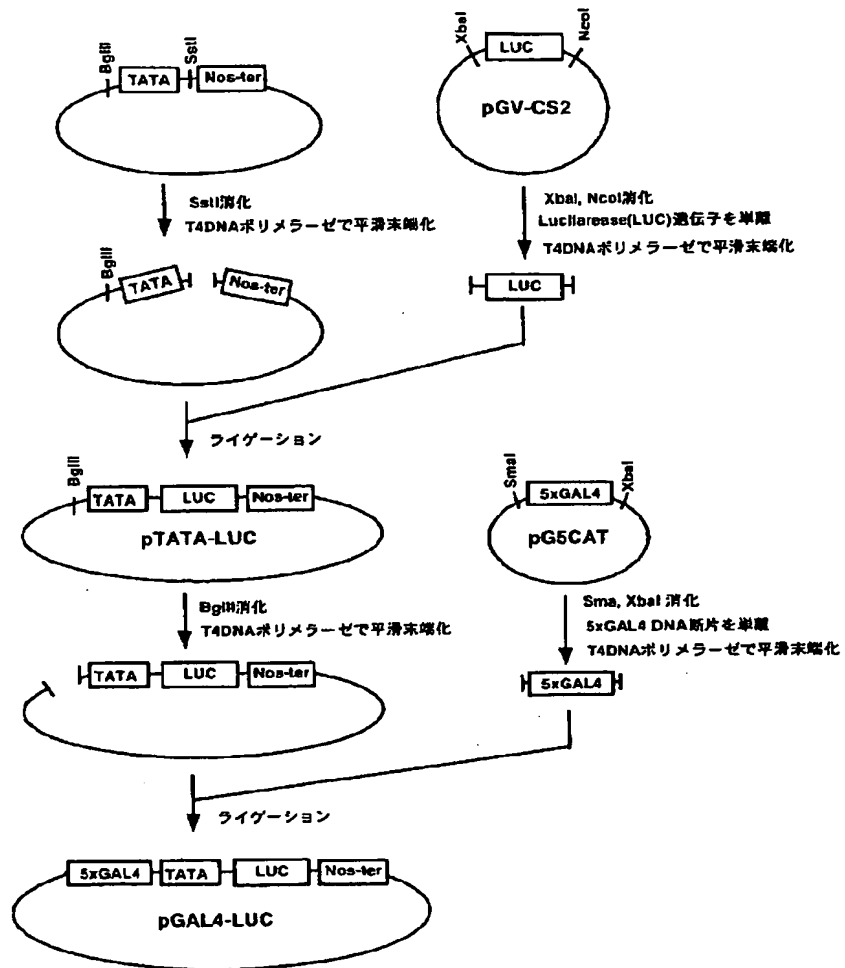 BglII
TATA
SstI
Nos-ter
XbaI
LUC
NcoI
pGV-CS2
SstI消化
T4DNAポリメラーゼで平滑末端化
XbaI, NcoI消化
Lucilarease(LUC)遺伝子を単離
T4DNAポリメラーゼで平滑末端化
BglII
TATA
Nos-ter
LUC
ライゲーション
BglII
TATA
LUC
Nos-ter
pTATA-LUC
SmaI
5xGAL4
XbaI
pG5CAT
BglII消化
T4DNAポリメラーゼで平滑末端化
Sma, XbaI 消化
5xGAL4 DNA断片を単離
T4DNAポリメラーゼで平滑末端化
TATA
LUC
Nos-ter
5xGAL4
ライゲーション
5xGAL4
TATA
LUC
Nos-ter
pGAL4-LUC